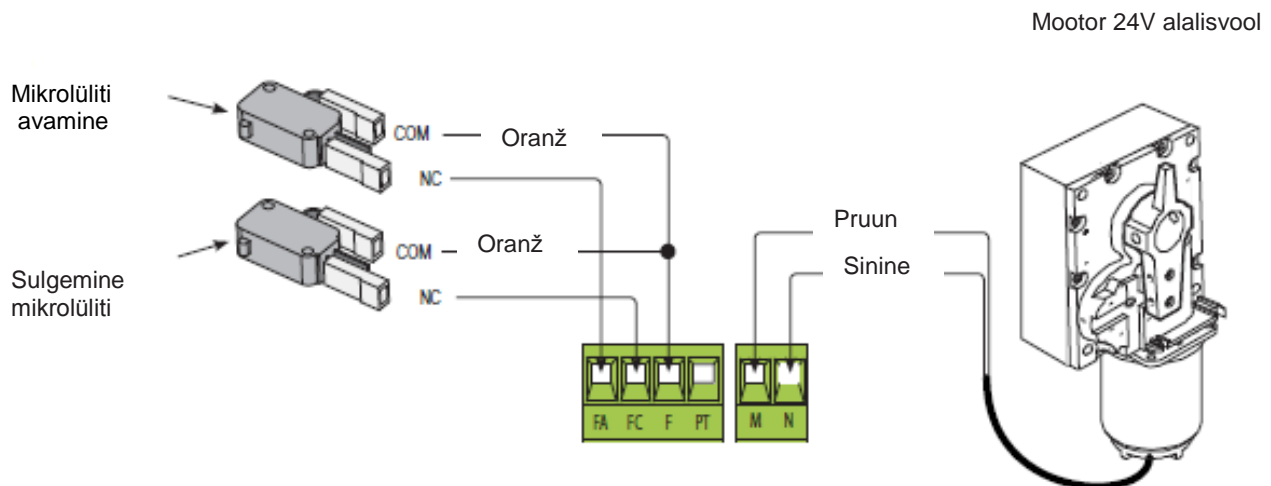 Mootor 24V alalisvool
Mikrolüliti
avamine
COM
Oranž
NC
COM
Oranž
NC
Sulgemine
mikrolüliti
Pruun
Sinine
FA FC F PT M N